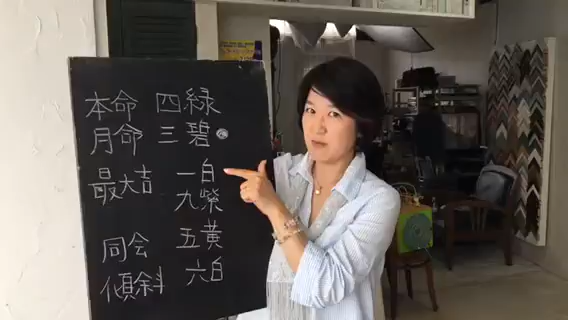 本命 四緑
月命 三碧
最大吉 一白
九紫
同会 五黄
傾斜 六白